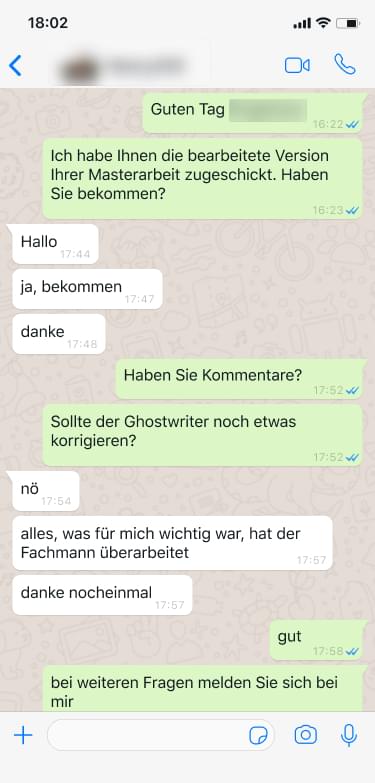 18:02
Guten Tag
16:22
Ich habe Ihnen die bearbeitete Version
Ihrer Masterarbeit zugeschickt. Haben
Sie bekommen?
16:23
Hallo
17:44
ja, bekommen
17:47
danke
17:48
Haben Sie Kommentare?
17:52
Sollte der Ghostwriter noch etwas
korrigieren?
17:52
nö
17:54
alles, was für mich wichtig war, hat der
Fachmann überarbeitet
17:57
danke nocheinmal
17:57
gut
17:58
bei weiteren Fragen melden Sie sich bei
mir